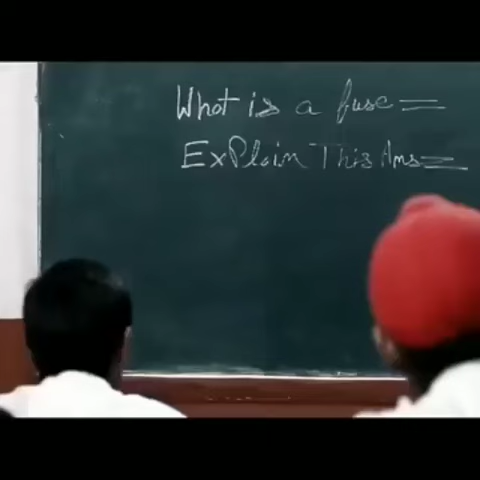 What is a fuse =
Explain This Ans =